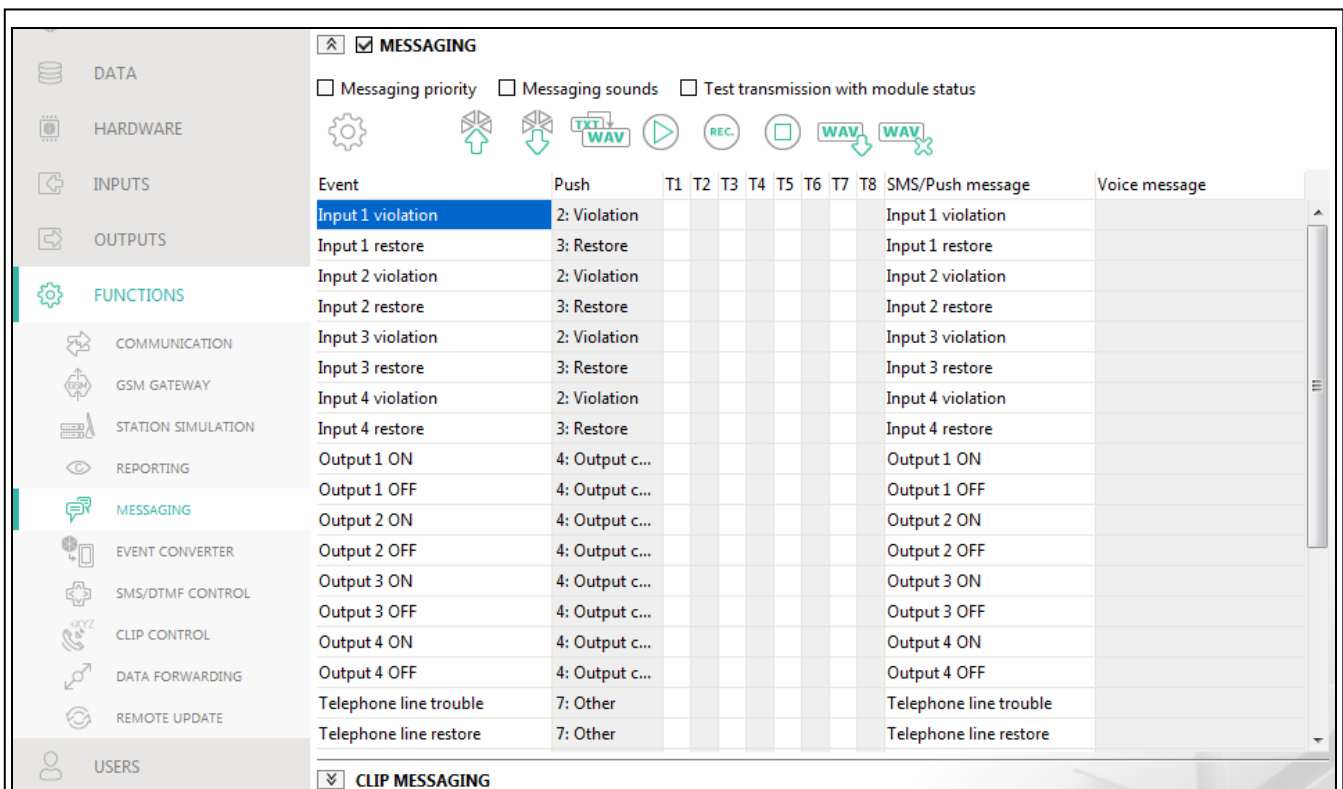 DATA
HARDWARE
INPUTS
OUTPUTS
FUNCTIONS
COMMUNICATION
GSM
GSM GATEWAY
STATION SIMULATION
REPORTING
MESSAGING
EVENT CONVERTER
SMS/DTMF CONTROL
+XYZ
CLIP CONTROL
DATA FORWARDING
REMOTE UPDATE
USERS
MESSAGING
Messaging priority Messaging sounds Test transmission with module status
TXT WAV REC. WAV WAV
Event Push T1 T2 T3 T4 T5 T6 T7 T8 SMS/Push message Voice message
Input 1 violation 2: Violation Input 1 violation
Input 1 restore 3: Restore Input 1 restore
Input 2 violation 2: Violation Input 2 violation
Input 2 restore 3: Restore Input 2 restore
Input 3 violation 2: Violation Input 3 violation
Input 3 restore 3: Restore Input 3 restore
Input 4 violation 2: Violation Input 4 violation
Input 4 restore 3: Restore Input 4 restore
Output 1 ON 4: Output c... Output 1 ON
Output 1 OFF 4: Output c... Output 1 OFF
Output 2 ON 4: Output c... Output 2 ON
Output 2 OFF 4: Output c... Output 2 OFF
Output 3 ON 4: Output c... Output 3 ON
Output 3 OFF 4: Output c... Output 3 OFF
Output 4 ON 4: Output c... Output 4 ON
Output 4 OFF 4: Output c... Output 4 OFF
Telephone line trouble 7: Other Telephone line trouble
Telephone line restore 7: Other Telephone line restore
CLIP MESSAGING